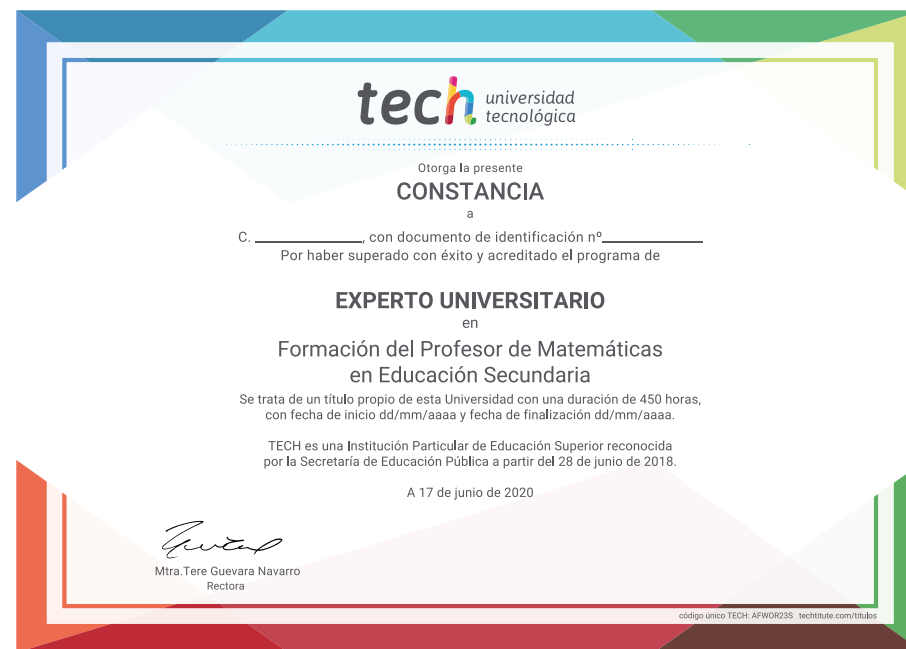 tech universidad
tecnológica
Otorga la presente
CONSTANCIA
a
C. ______________, con documento de identificación nº______________
Por haber superado con éxito y acreditado el programa de
EXPERTO UNIVERSITARIO
en
Formación del Profesor de Matemáticas
en Educación Secundaria
Se trata de un título propio de esta Universidad con una duración de 450 horas,
con fecha de inicio dd/mm/aaaa y fecha de finalización dd/mm/aaaa.
TECH es una Institución Particular de Educación Superior reconocida
por la Secretaría de Educación Pública a partir del 28 de junio de 2018.
A 17 de junio de 2020
Mtra.Tere Guevara Navarro
Rectora
código único TECH: AFWOR23S techtitute.com/titulos